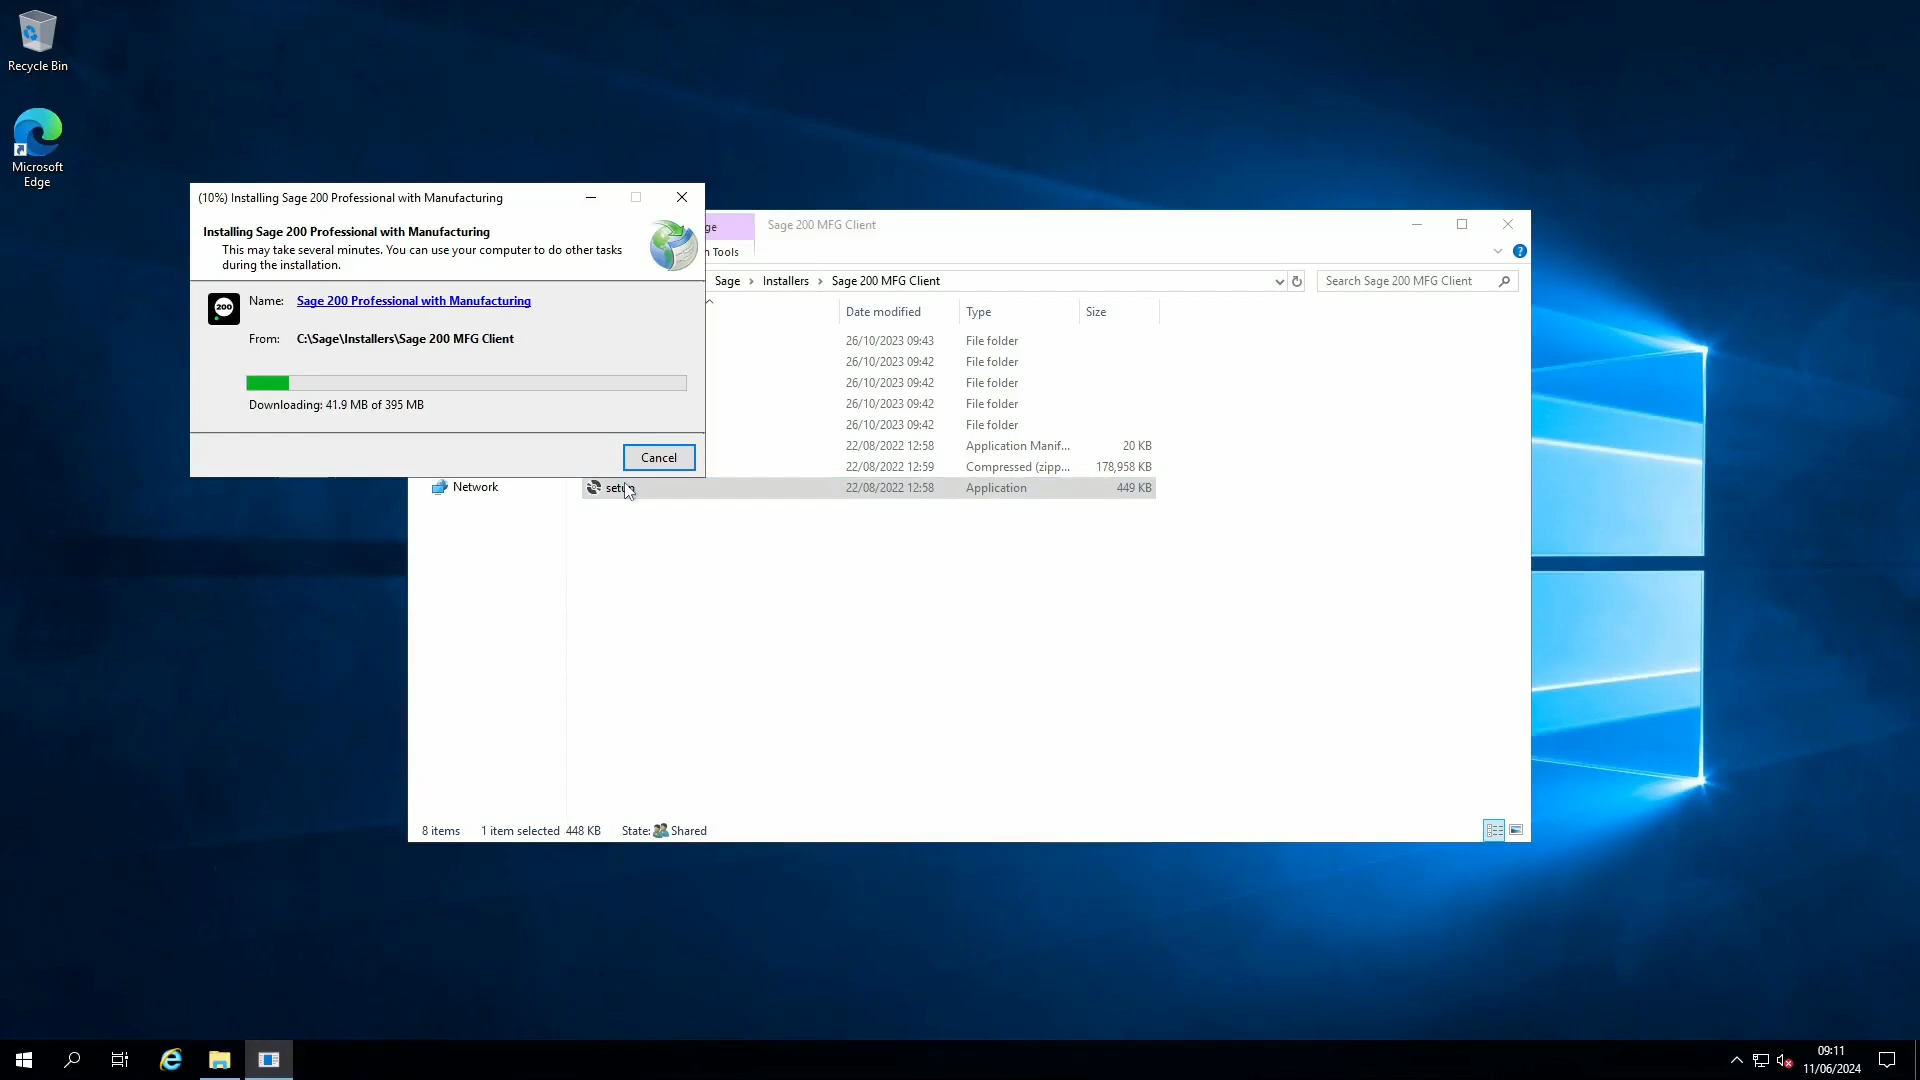 Recycle Bin
Microsoft
Edge
(10%) Installing Sage 200 Professional with Manufacturing
Installing Sage 200 Professional with Manufacturing
This may take several minutes. You can use your computer to do other tasks
during the installation.
200
Name: Sage 200 Professional with Manufacturing
From: C:\Sage\Installers\Sage 200 MFG Client
Downloading: 41.9 MB of 395 MB
Cancel
ge Sage 200 MFG Client
n Tools
Sage > Installers > Sage 200 MFG Client
Search Sage 200 MFG Client
Date modified Type Size
26/10/2023 09:43 File folder
26/10/2023 09:42 File folder
26/10/2023 09:42 File folder
26/10/2023 09:42 File folder
26/10/2023 09:42 File folder
22/08/2022 12:58 Application Manif... 20 KB
22/08/2022 12:59 Compressed (zipp... 178,958 KB
Network
setup 22/08/2022 12:58 Application 449 KB
8 items 1 item selected 448 KB State: Shared
09:11
11/06/2024